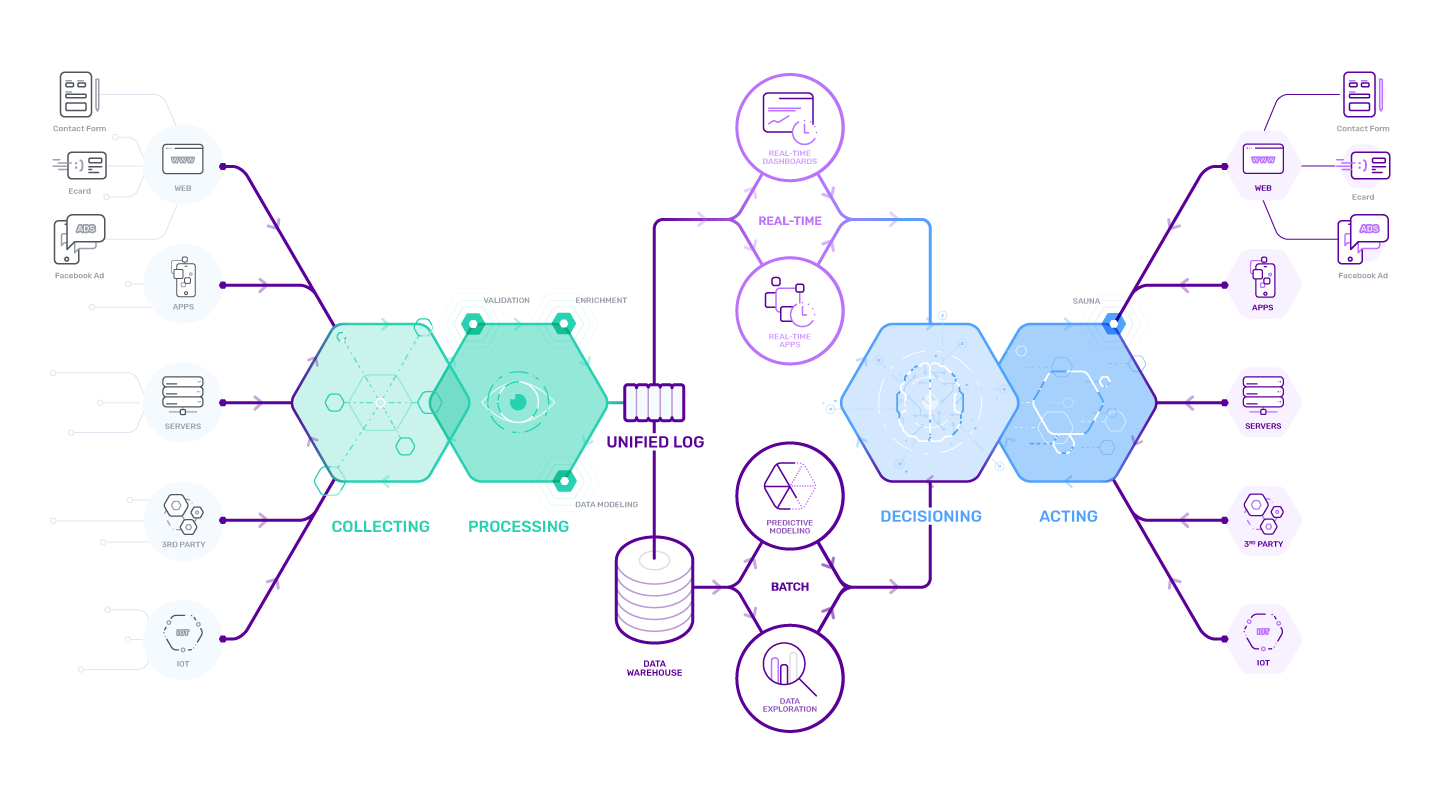 Contact Form
Ecard
ADS
Facebook Ad
WWW
WEB
APPS
SERVERS
3RD PARTY
IOT
IOT
VALIDATION
ENRICHMENT
DATA MODELING
COLLECTING
PROCESSING
UNIFIED LOG
DATA
WAREHOUSE
REAL-TIME
DASHBOARDS
REAL-TIME
REAL-TIME
APPS
PREDICTIVE
MODELING
BATCH
DATA
EXPLORATION
DECISIONING
ACTING
SAUNA
WWW
WEB
APPS
SERVERS
3RD PARTY
IOT
IOT
Contact Form
:)
Ecard
ADS
Facebook Ad